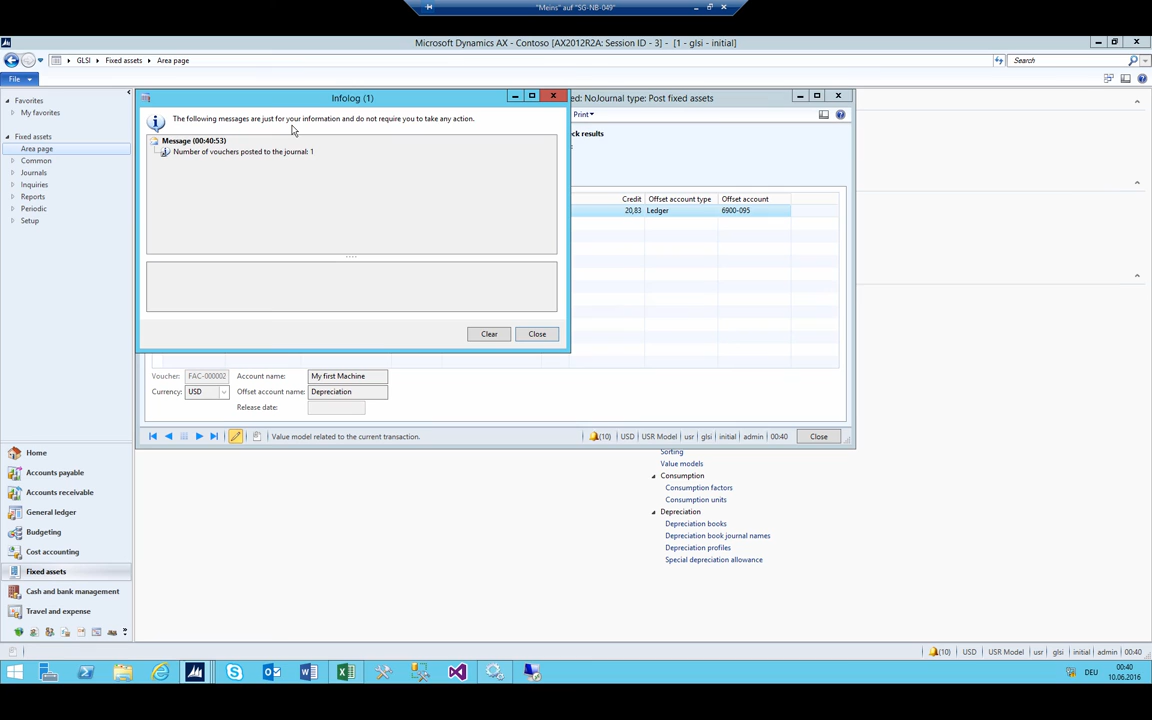 "Meins" auf "SG-NB-049"
Microsoft Dynamics AX - Contoso [AX2012R2A: Session ID - 3] - [1 - glsi - initial]
GLSI Fixed assets Area page
Search
File
Favorites
My favorites
Fixed assets
Area page
Common
Journals
Inquiries
Reports
Periodic
Setup
Infolog (1)
ed: NoJournal type: Post fixed assets
The following messages are just for your information and do not require you to take any action.
Print
ck results
Message (00:40:53)
Number of vouchers posted to the journal: 1
Credit Offset account type Offset account
20,83 Ledger 6900-095
Clear Close
Voucher: FAC-000002 Account name: My first Machine
Currency: USD Offset account name: Depreciation
Release date:
Value model related to the current transaction. (10) USD USR Model usr glsi initial admin 00:40 Close
Sorting
Value models
Consumption
Consumption factors
Consumption units
Depreciation
Depreciation books
Depreciation book journal names
Depreciation profiles
Special depreciation allowance
Home
Accounts payable
Accounts receivable
General ledger
Budgeting
Cost accounting
Fixed assets
Cash and bank management
Travel and expense
(10) USD USR Model usr glsi initial admin 00:40
DEU
00:40
10.06.2016